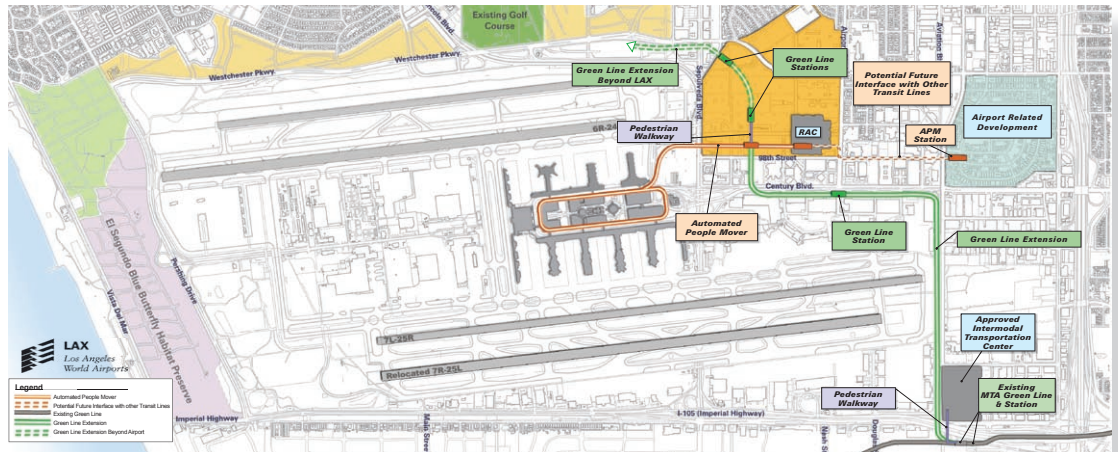 Existing Golf
Course
Westchester Pkwy.
Westchester Pkwy.
Green Line Extension
Beyond LAX
Sepulveda Blvd.
Green Line
Stations
Potential Future
Interface with Other
Transit Lines
Airport Related
Development
Pedestrian
Walkway
RAC
APM
Station
98th Street
Century Blvd.
Automated
People Mover
Green Line
Station
Green Line Extension
El Segundo Blue Butterfly Habitat Preserve
Pershing Drive
Vista Del Mar
7L-25R
Relocated 7R-25L
Approved
Intermodal
Transportation
Center
LAX
Los Angeles
World Airports
Legend
Automated People Mover
Potential Future Interface with other Transit Lines
Existing Green Line
Green Line Extension
Green Line Extension Beyond Airport
Imperial Highway
Main Street
I-105 (Imperial Highway)
Pedestrian
Walkway
Existing
MTA Green Line
& Station